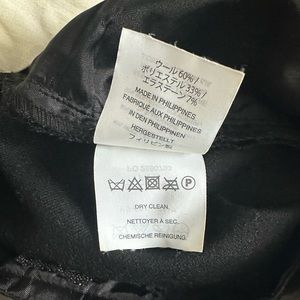 ウール 60% /
ポリエステル 33% /
エラステーン 7%
MADE IN PHILIPPINES
FABRIQUÉ AUX PHILIPPINES
IN DEN PHILIPPINEN
HERGESTELLT
フィリピン製
P
DRY CLEAN.
NETTOYER À SEC.
CHEMISCHE REINIGUNG